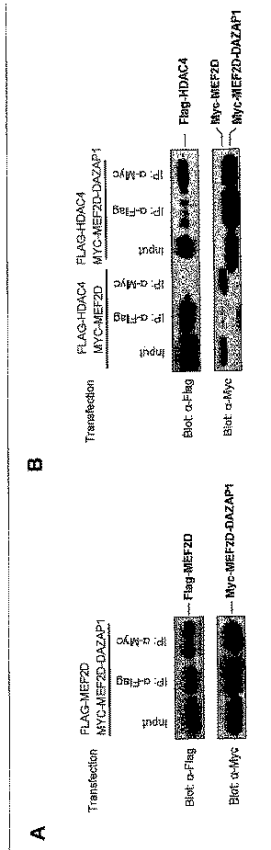 A
Transfection
FLAG-MEF2D
MYC-MEF2D-DAZAP1
Input
IP: α-Flag
IP: α-Myc
Blot: α-Flag
Flag-MEF2D
Blot: α-Myc
Myc-MEF2D-DAZAP1
B
Transfection
FLAG-HDAC4
MYC-MEF2D
FLAG-HDAC4
MYC-MEF2D-DAZAP1
Input
IP: α-Flag
IP: α-Myc
Input
IP: α-Flag
IP: α-Myc
Blot: α-Flag
Flag-HDAC4
Blot: α-Myc
Myc-MEF2D
Myc-MEF2D-DAZAP1